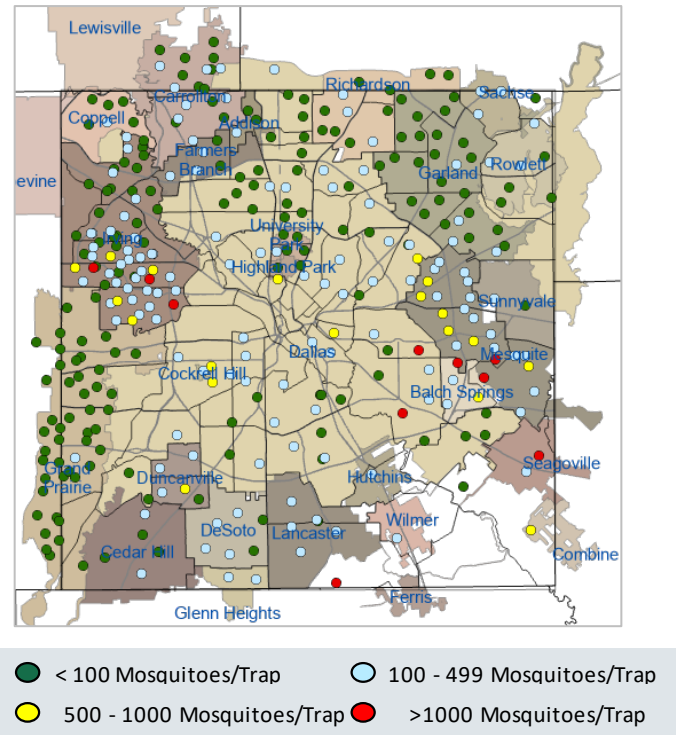 Lewisville
Richardson
Sachse
Carrollton
Coppell
Addison
Farmers
Branch
Garland
Rowlett
evine
University
Park
Irving
Highland Park
Sunnyvale
Dallas
Mesquite
Cockrell Hill
Balch Springs
Seagoville
Grand
Prairie
Duncanville
Hutchins
DeSoto
Lancaster
Wilmer
Cedar Hill
Combine
Ferris
Glenn Heights
< 100 Mosquitoes/Trap
100 - 499 Mosquitoes/Trap
500 - 1000 Mosquitoes/Trap
>1000 Mosquitoes/Trap